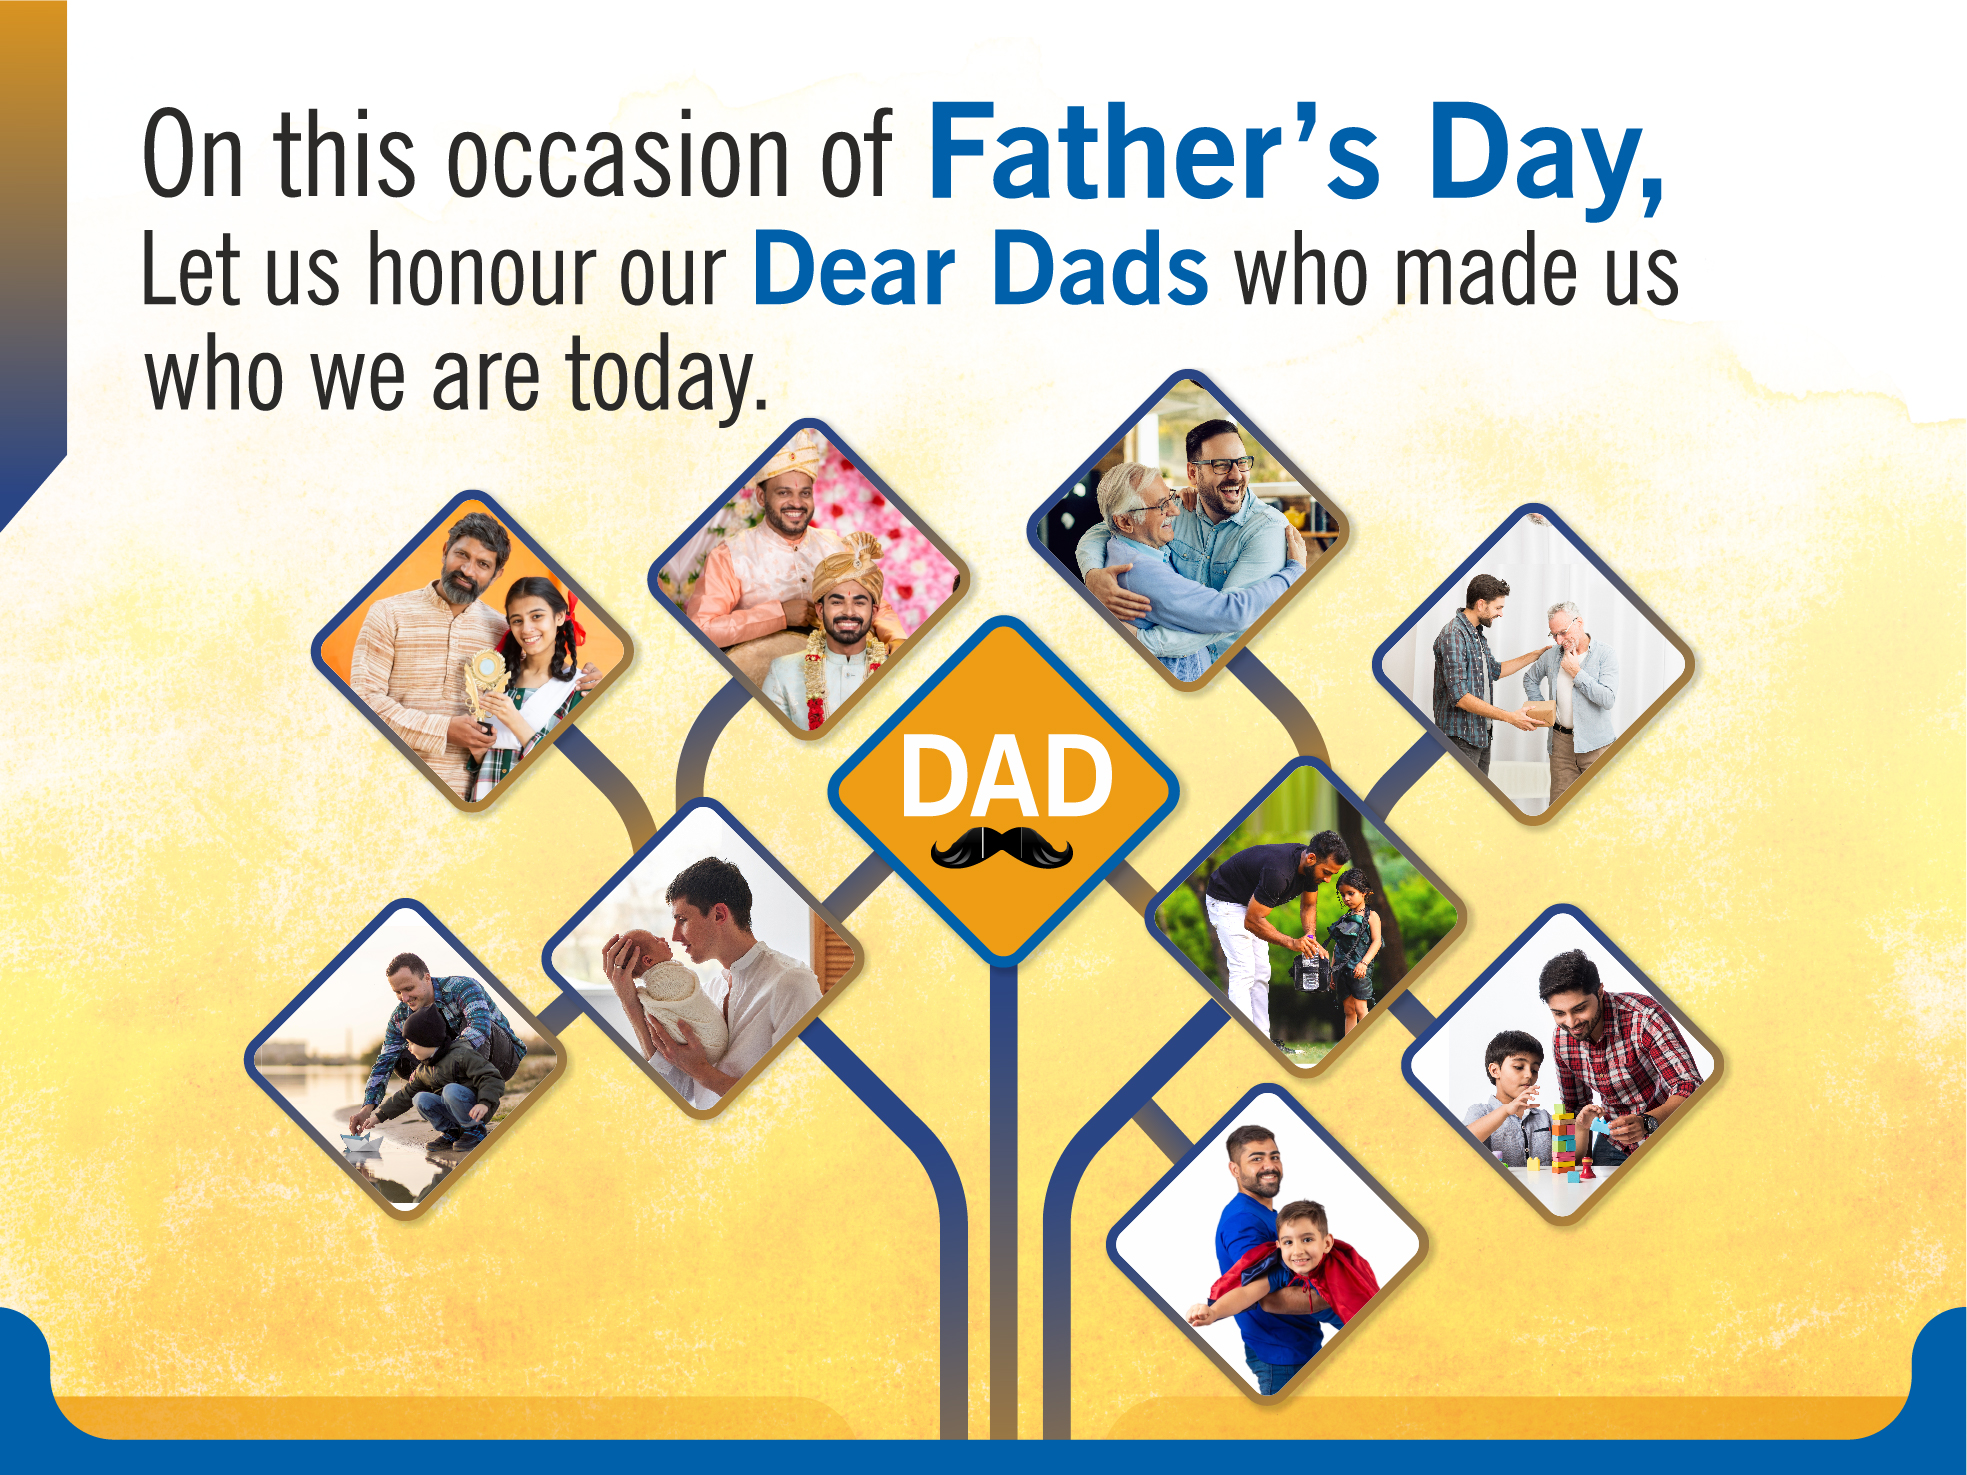 On this occasion of Father’s Day,
Let us honour our Dear Dads who made us
who we are today.
DAD